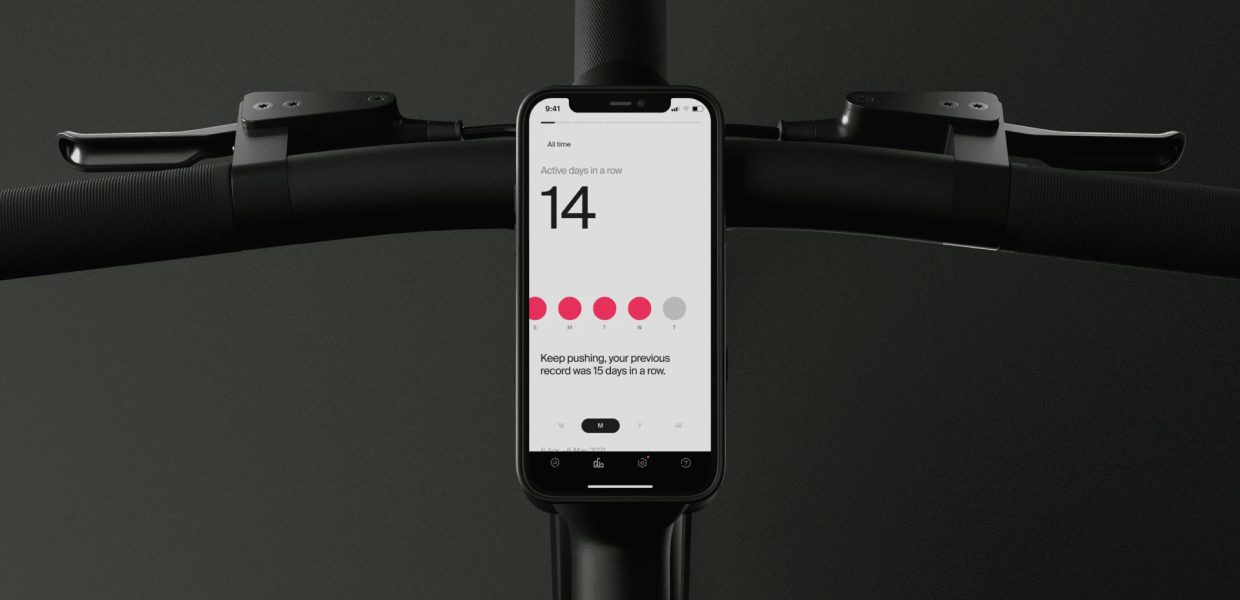 9:41
All time
Active days in a row
14
S M T W T
Keep pushing, your previous
record was 15 days in a row.
W M Y All
6 Apr - 6 May 2021